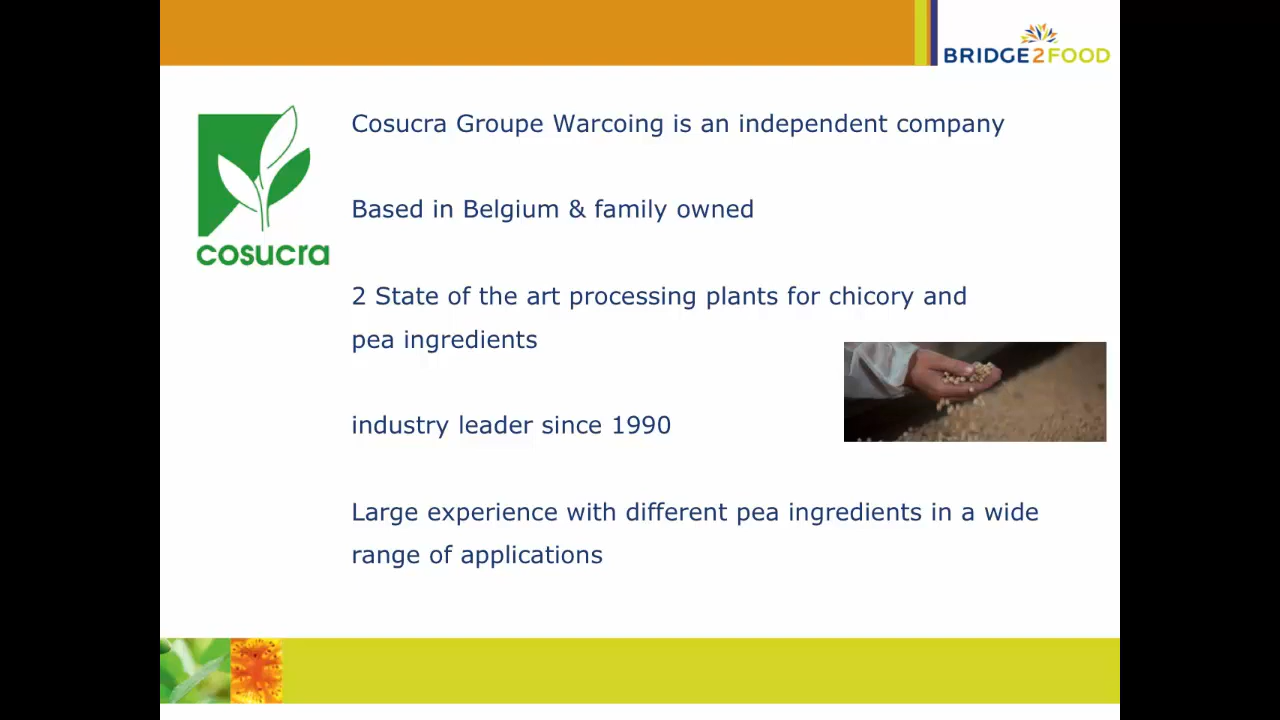 BRIDGE2FOOD
cosucra
Cosucra Groupe Warcoing is an independent company
Based in Belgium & family owned
2 State of the art processing plants for chicory and
pea ingredients
industry leader since 1990
Large experience with different pea ingredients in a wide
range of applications